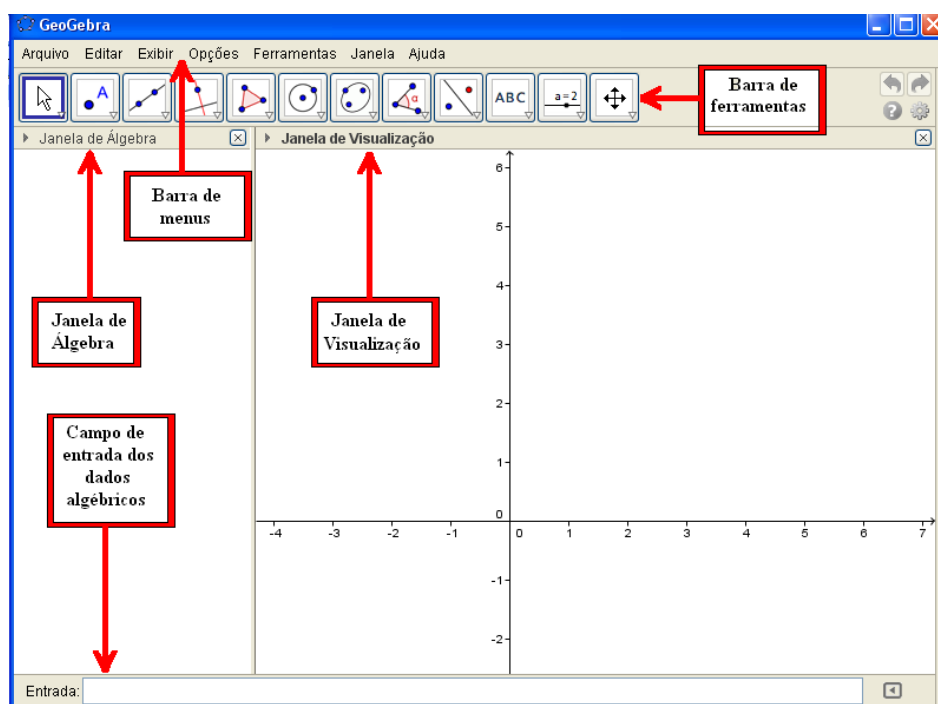 GeoGebra
Arquivo Editar Exibir Opções Ferramentas Janela Ajuda
A
α
ABC
a=2
Barra de
ferramentas
Janela de Álgebra
Janela de Visualização
Barra de
menus
Janela de
Álgebra
Janela de
Visualização
Campo de
entrada dos
dados
algébricos
6
5
4
3
2
1
0
-4 -3 -2 -1 0 1 2 3 4 5 6 7
-1
-2
Entrada: